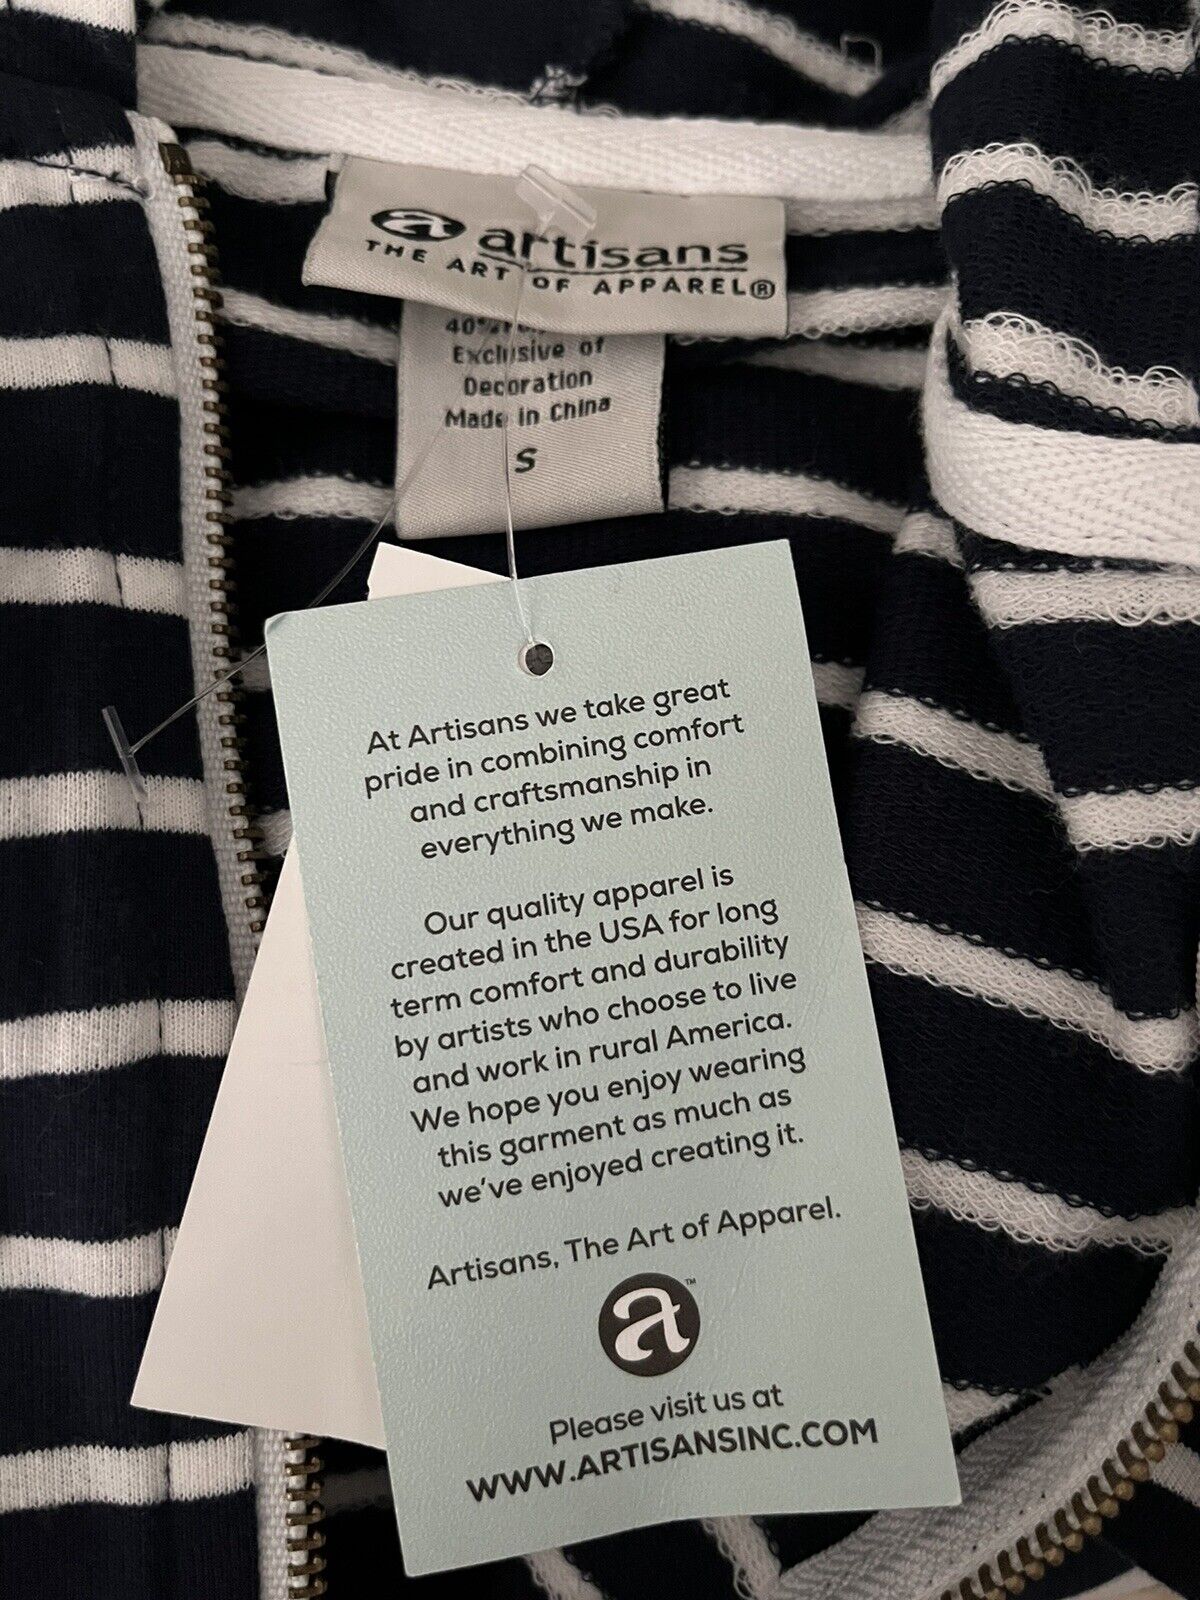 a artisans
THE ART OF APPAREL®
40%
Exclusive of
Decoration
Made in China
S
At Artisans we take great
pride in combining comfort
and craftsmanship in
everything we make.
Our quality apparel is
created in the USA for long
term comfort and durability
by artists who choose to live
and work in rural America.
We hope you enjoy wearing
this garment as much as
we've enjoyed creating it.
Artisans, The Art of Apparel.
a ™
Please visit us at
WWW.ARTISANSINC.COM